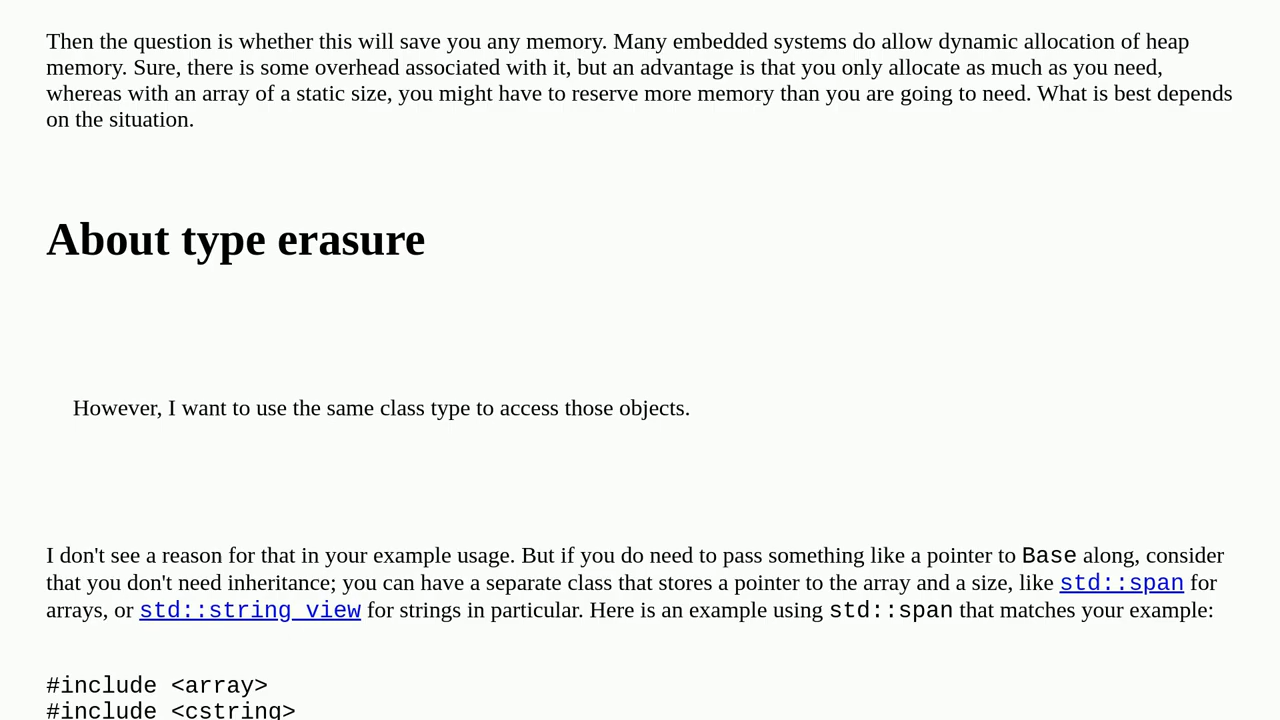 Then the question is whether this will save you any memory. Many embedded systems do allow dynamic allocation of heap
memory. Sure, there is some overhead associated with it, but an advantage is that you only allocate as much as you need,
whereas with an array of a static size, you might have to reserve more memory than you are going to need. What is best depends
on the situation.
About type erasure
However, I want to use the same class type to access those objects.
I don't see a reason for that in your example usage. But if you do need to pass something like a pointer to Base along, consider
that you don't need inheritance; you can have a separate class that stores a pointer to the array and a size, like std::span for
arrays, or std::string_view for strings in particular. Here is an example using std::span that matches your example:
#include <array>
#include <cstring>